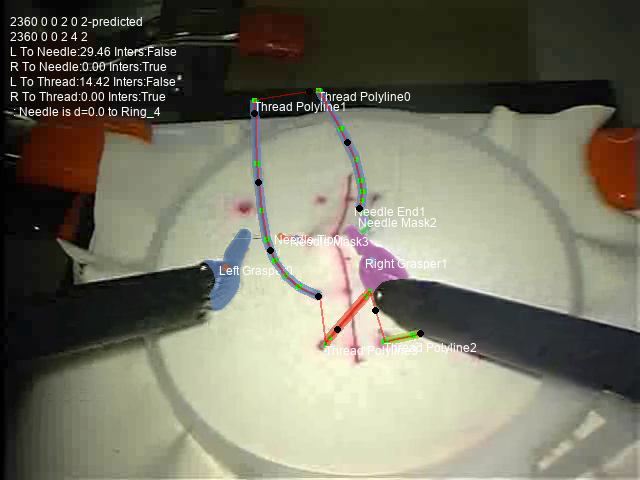 2360 0 0 2 0 2-predicted
2360 0 0 2 4 2
L To Needle:29.46 Inters:False
R To Needle:0.00 Inters:True
L To Thread:14.42 Inters:False
R To Thread:0.00 Inters:True
: Needle is d=0.0 to Ring_4
Thread Polyline0
Thread Polyline1
Needle End1
Needle Mask2
Needle Mask3
Right Grasper1
Left Grasper0
Thread Polyline2